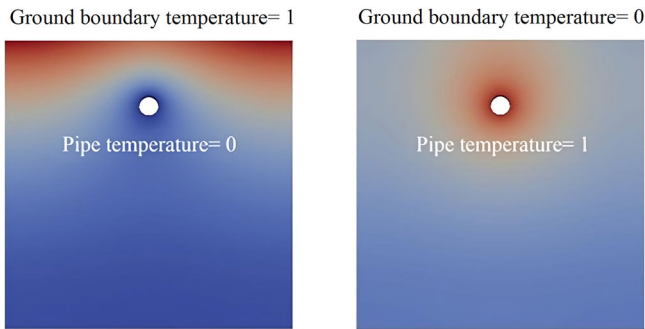 Ground boundary temperature= 1
Ground boundary temperature= 0
Pipe temperature= 0
Pipe temperature= 1